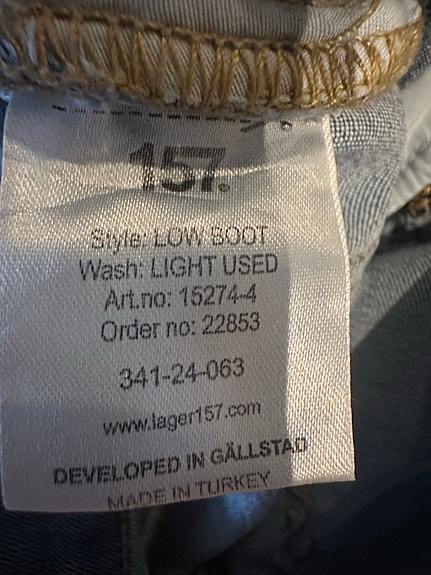 157.
Style: LOW BOOT
Wash: LIGHT USED
Art.no: 15274-4
Order no: 22853
341-24-063
www.lager157.com
DEVELOPED IN GÄLLSTAD
MADE IN TURKEY